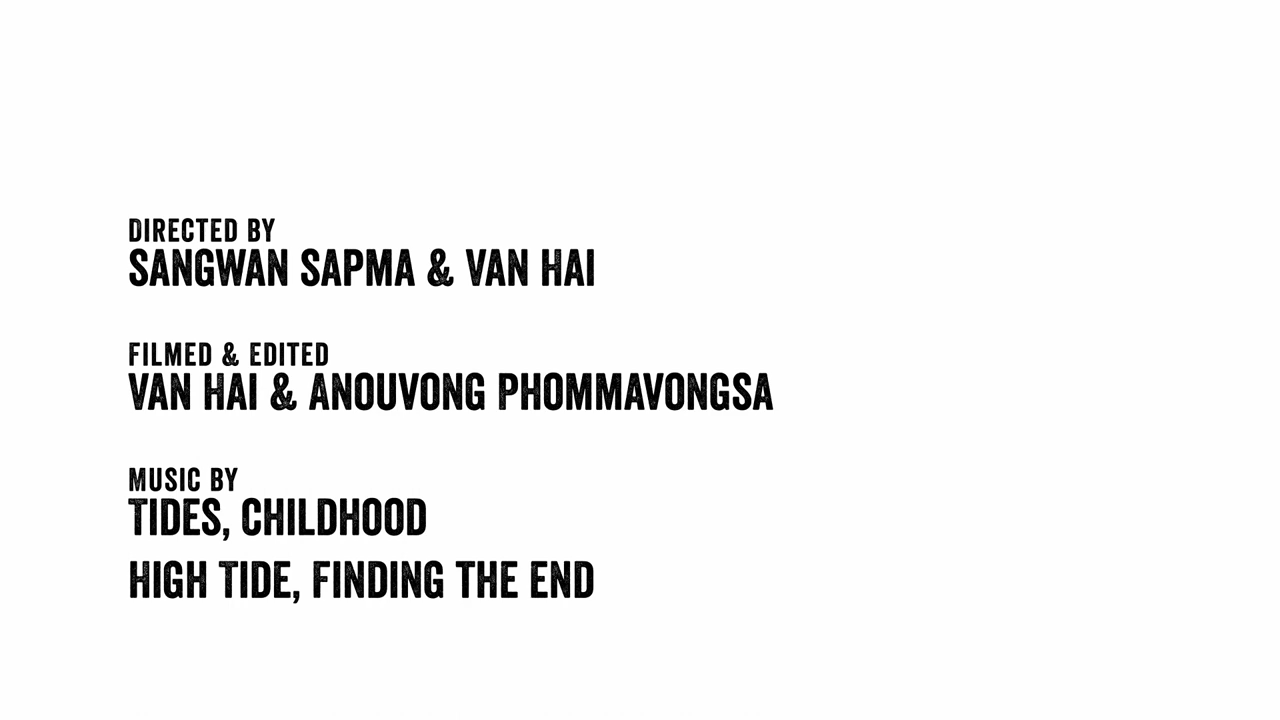 DIRECTED BY
SANGWAN SAPMA & VAN HAI
FILMED & EDITED
VAN HAI & ANOUVONG PHOMMAVONGSA
MUSIC BY
TIDES, CHILDHOOD
HIGH TIDE, FINDING THE END